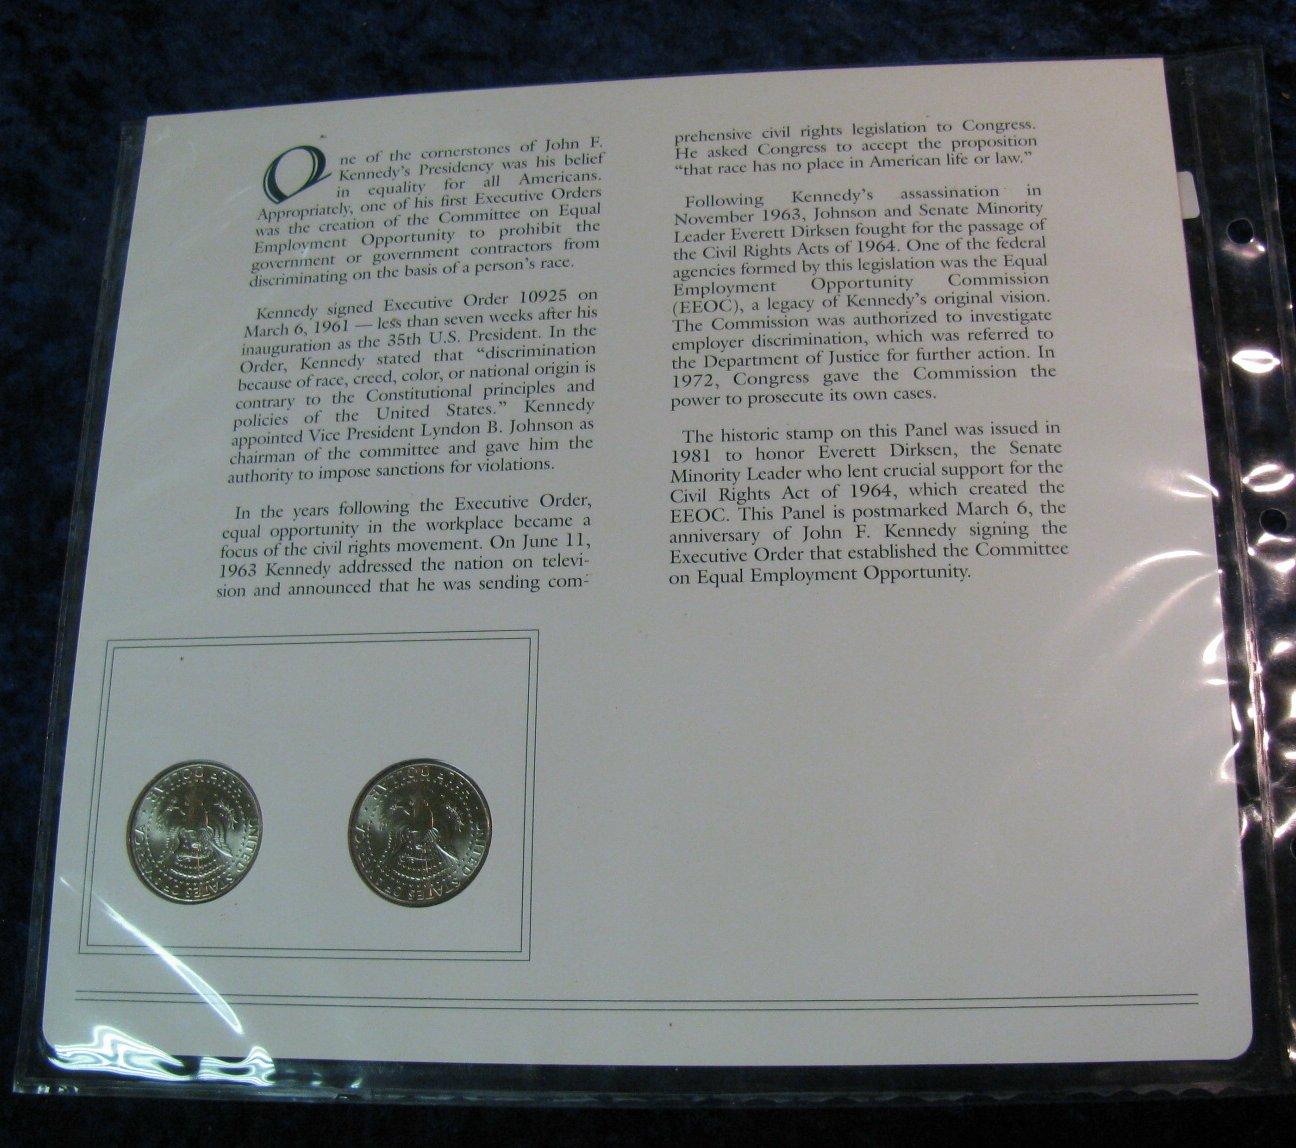 One of the cornerstones of John F.
Kennedy's Presidency was his belief
in equality for all Americans.
Appropriately, one of his first Executive Orders
was the creation of the Committee on Equal
Employment Opportunity to prohibit the
government or government contractors from
discriminating on the basis of a person's race.
Kennedy signed Executive Order 10925 on
March 6, 1961 — less than seven weeks after his
inauguration as the 35th U.S. President. In the
Order, Kennedy stated that “discrimination
because of race, creed, color, or national origin is
contrary to the Constitutional principles and
policies of the United States.” Kennedy
appointed Vice President Lyndon B. Johnson as
chairman of the committee and gave him the
authority to impose sanctions for violations.
In the years following the Executive Order,
equal opportunity in the workplace became a
focus of the civil rights movement. On June 11,
1963 Kennedy addressed the nation on televi-
sion and announced that he was sending com-
prehensive civil rights legislation to Congress.
He asked Congress to accept the proposition
“that race has no place in American life or law.”
Following Kennedy's assassination in
November 1963, Johnson and Senate Minority
Leader Everett Dirksen fought for the passage of
the Civil Rights Acts of 1964. One of the federal
agencies formed by this legislation was the Equal
Employment Opportunity Commission
(EEOC), a legacy of Kennedy's original vision.
The Commission was authorized to investigate
employer discrimination, which was referred to
the Department of Justice for further action. In
1972, Congress gave the Commission the
power to prosecute its own cases.
The historic stamp on this Panel was issued in
1981 to honor Everett Dirksen, the Senate
Minority Leader who lent crucial support for the
Civil Rights Act of 1964, which created the
EEOC. This Panel is postmarked March 6, the
anniversary of John F. Kennedy signing the
Executive Order that established the Committee
on Equal Employment Opportunity.
UNITED STATES OF AMERICA
HALF DOLLAR
UNITED STATES OF AMERICA
HALF DOLLAR